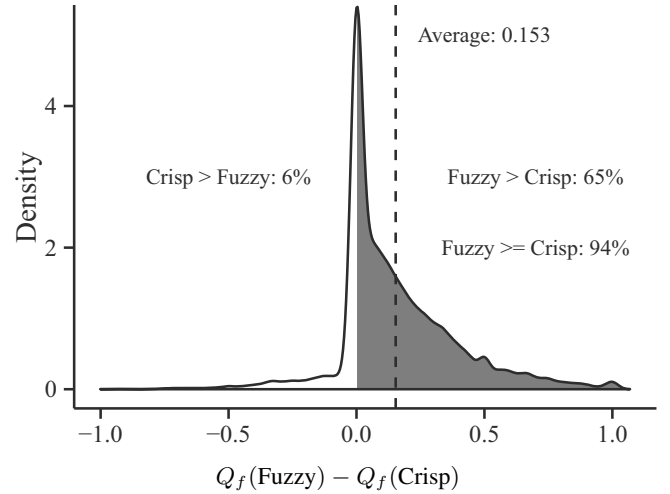 Average: 0.153
4
Crisp > Fuzzy: 6%
Fuzzy > Crisp: 65%
Density
2
Fuzzy >= Crisp: 94%
0
−1.0 −0.5 0.0 0.5 1.0
Q_f(Fuzzy) − Q_f(Crisp)